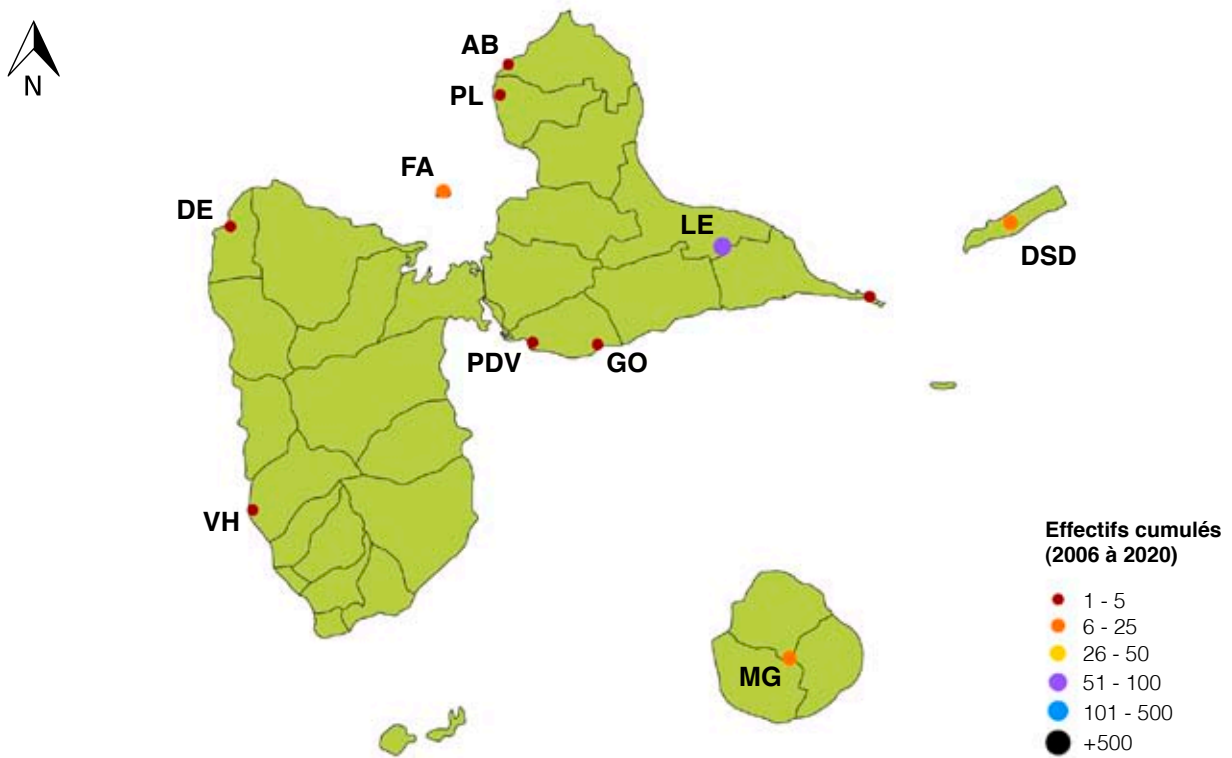 N
AB
PL
FA
DE
LE
DSD
PDV
GO
VH
MG
Effectifs cumulés
(2006 à 2020)
1 - 5
6 - 25
26 - 50
51 - 100
101 - 500
+500